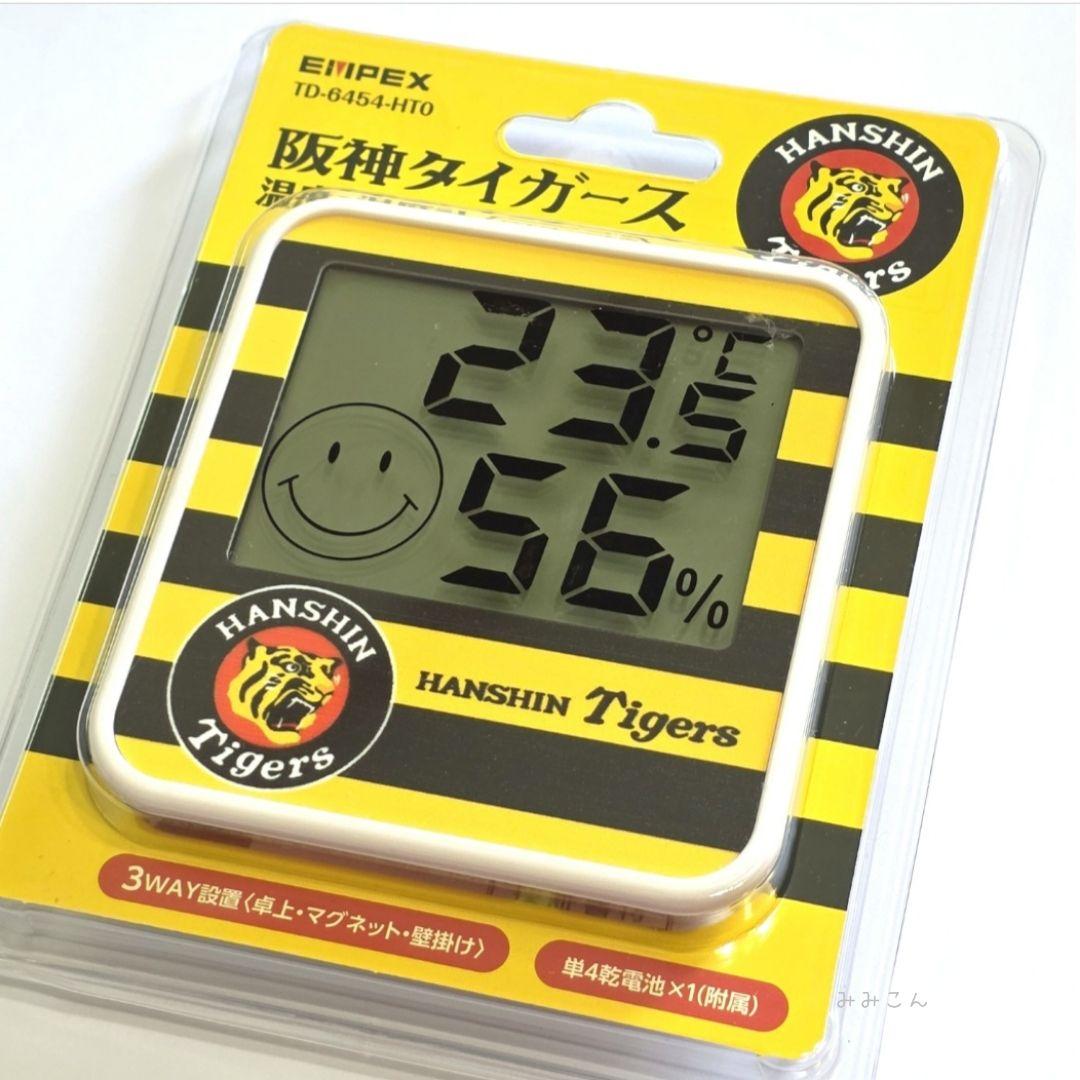 EMPEX
TD-6454-HT0
阪神タイガース
HANSHIN
Tigers
23.5
℃
56
%
HANSHIN
Tigers
HANSHIN Tigers
3WAY設置〈卓上・マグネット・壁掛け〉
単4乾電池×1(附属)
みみこん